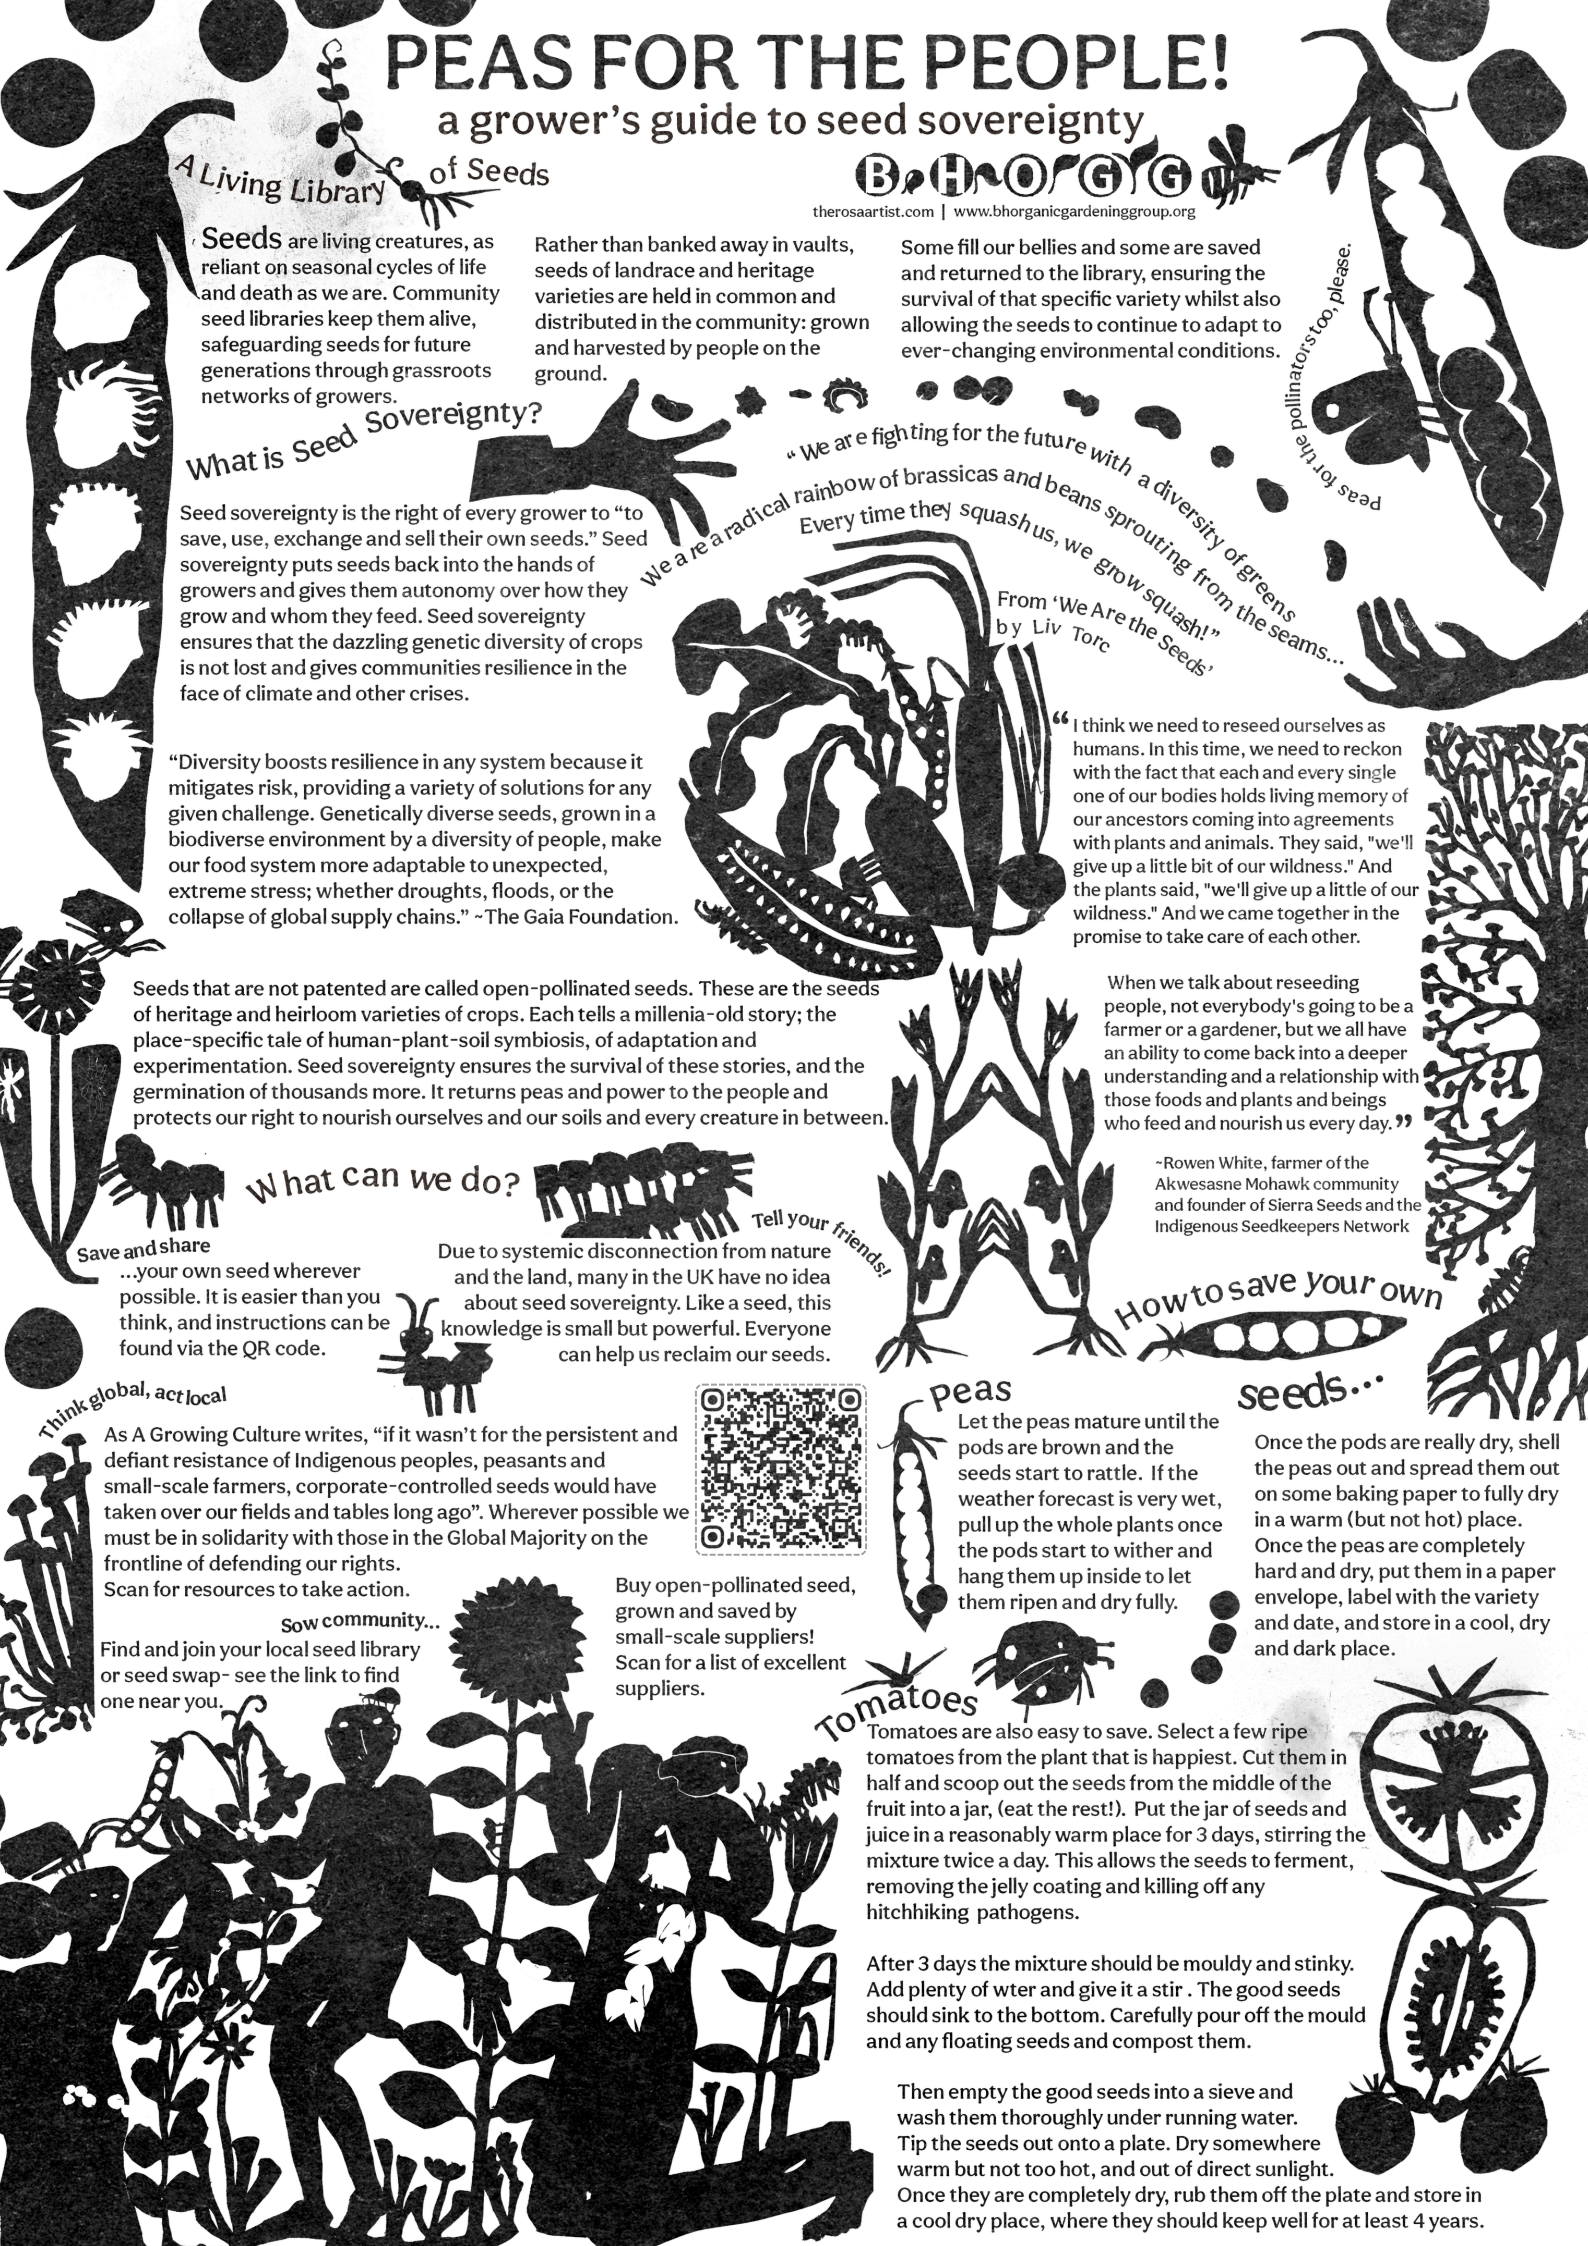 PEAS FOR THE PEOPLE!
a grower's guide to seed sovereignty
BHOGG
therosaartist.com | www.bhorganicgardeninggroup.org
A Living Library of Seeds
Seeds are living creatures, as
reliant on seasonal cycles of life
and death as we are. Community
seed libraries keep them alive,
safeguarding seeds for future
generations through grassroots
networks of growers.
Rather than banked away in vaults,
seeds of landrace and heritage
varieties are held in common and
distributed in the community: grown
and harvested by people on the
ground.
Some fill our bellies and some are saved
and returned to the library, ensuring the
survival of that specific variety whilst also
allowing the seeds to continue to adapt to
ever-changing environmental conditions.
peas for the pollinators too, please.
What is Seed Sovereignty?
Seed sovereignty is the right of every grower to “to
save, use, exchange and sell their own seeds.” Seed
sovereignty puts seeds back into the hands of
growers and gives them autonomy over how they
grow and whom they feed. Seed sovereignty
ensures that the dazzling genetic diversity of crops
is not lost and gives communities resilience in the
face of climate and other crises.
“We are fighting for the future with a diversity of greens
We are a radical rainbow of brassicas and beans sprouting from the seams...
Every time they squash us, we grow squash!”
From ‘We Are the Seeds’
by Liv Torc
“Diversity boosts resilience in any system because it
mitigates risk, providing a variety of solutions for any
given challenge. Genetically diverse seeds, grown in a
biodiverse environment by a diversity of people, make
our food system more adaptable to unexpected,
extreme stress; whether droughts, floods, or the
collapse of global supply chains.” ~The Gaia Foundation.
“I think we need to reseed ourselves as
humans. In this time, we need to reckon
with the fact that each and every single
one of our bodies holds living memory of
our ancestors coming into agreements
with plants and animals. They said, "we'll
give up a little bit of our wildness." And
the plants said, "we'll give up a little of our
wildness." And we came together in the
promise to take care of each other.
When we talk about reseeding
people, not everybody's going to be a
farmer or a gardener, but we all have
an ability to come back into a deeper
understanding and a relationship with
those foods and plants and beings
who feed and nourish us every day.”
~Rowen White, farmer of the
Akwesasne Mohawk community
and founder of Sierra Seeds and the
Indigenous Seedkeepers Network
Seeds that are not patented are called open-pollinated seeds. These are the seeds
of heritage and heirloom varieties of crops. Each tells a millenia-old story; the
place-specific tale of human-plant-soil symbiosis, of adaptation and
experimentation. Seed sovereignty ensures the survival of these stories, and the
germination of thousands more. It returns peas and power to the people and
protects our right to nourish ourselves and our soils and every creature in between.
What can we do?
Save and share
...your own seed wherever
possible. It is easier than you
think, and instructions can be
found via the QR code.
Tell your friends!
Due to systemic disconnection from nature
and the land, many in the UK have no idea
about seed sovereignty. Like a seed, this
knowledge is small but powerful. Everyone
can help us reclaim our seeds.
Think global, act local
As A Growing Culture writes, “if it wasn't for the persistent and
defiant resistance of Indigenous peoples, peasants and
small-scale farmers, corporate-controlled seeds would have
taken over our fields and tables long ago”. Wherever possible we
must be in solidarity with those in the Global Majority on the
frontline of defending our rights.
Scan for resources to take action.
Sow community...
Find and join your local seed library
or seed swap- see the link to find
one near you.
Buy open-pollinated seed,
grown and saved by
small-scale suppliers!
Scan for a list of excellent
suppliers.
How to save your own
seeds...
Peas
Let the peas mature until the
pods are brown and the
seeds start to rattle. If the
weather forecast is very wet,
pull up the whole plants once
the pods start to wither and
hang them up inside to let
them ripen and dry fully.
Once the pods are really dry, shell
the peas out and spread them out
on some baking paper to fully dry
in a warm (but not hot) place.
Once the peas are completely
hard and dry, put them in a paper
envelope, label with the variety
and date, and store in a cool, dry
and dark place.
Tomatoes
Tomatoes are also easy to save. Select a few ripe
tomatoes from the plant that is happiest. Cut them in
half and scoop out the seeds from the middle of the
fruit into a jar, (eat the rest!). Put the jar of seeds and
juice in a reasonably warm place for 3 days, stirring the
mixture twice a day. This allows the seeds to ferment,
removing the jelly coating and killing off any
hitchhiking pathogens.
After 3 days the mixture should be mouldy and stinky.
Add plenty of wter and give it a stir . The good seeds
should sink to the bottom. Carefully pour off the mould
and any floating seeds and compost them.
Then empty the good seeds into a sieve and
wash them thoroughly under running water.
Tip the seeds out onto a plate. Dry somewhere
warm but not too hot, and out of direct sunlight.
Once they are completely dry, rub them off the plate and store in
a cool dry place, where they should keep well for at least 4 years.